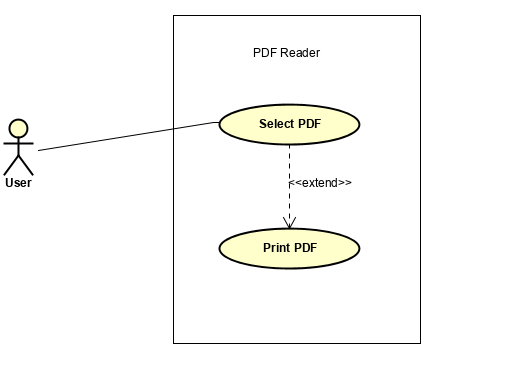 PDF Reader
Select PDF
User
<<extend>>
Print PDF